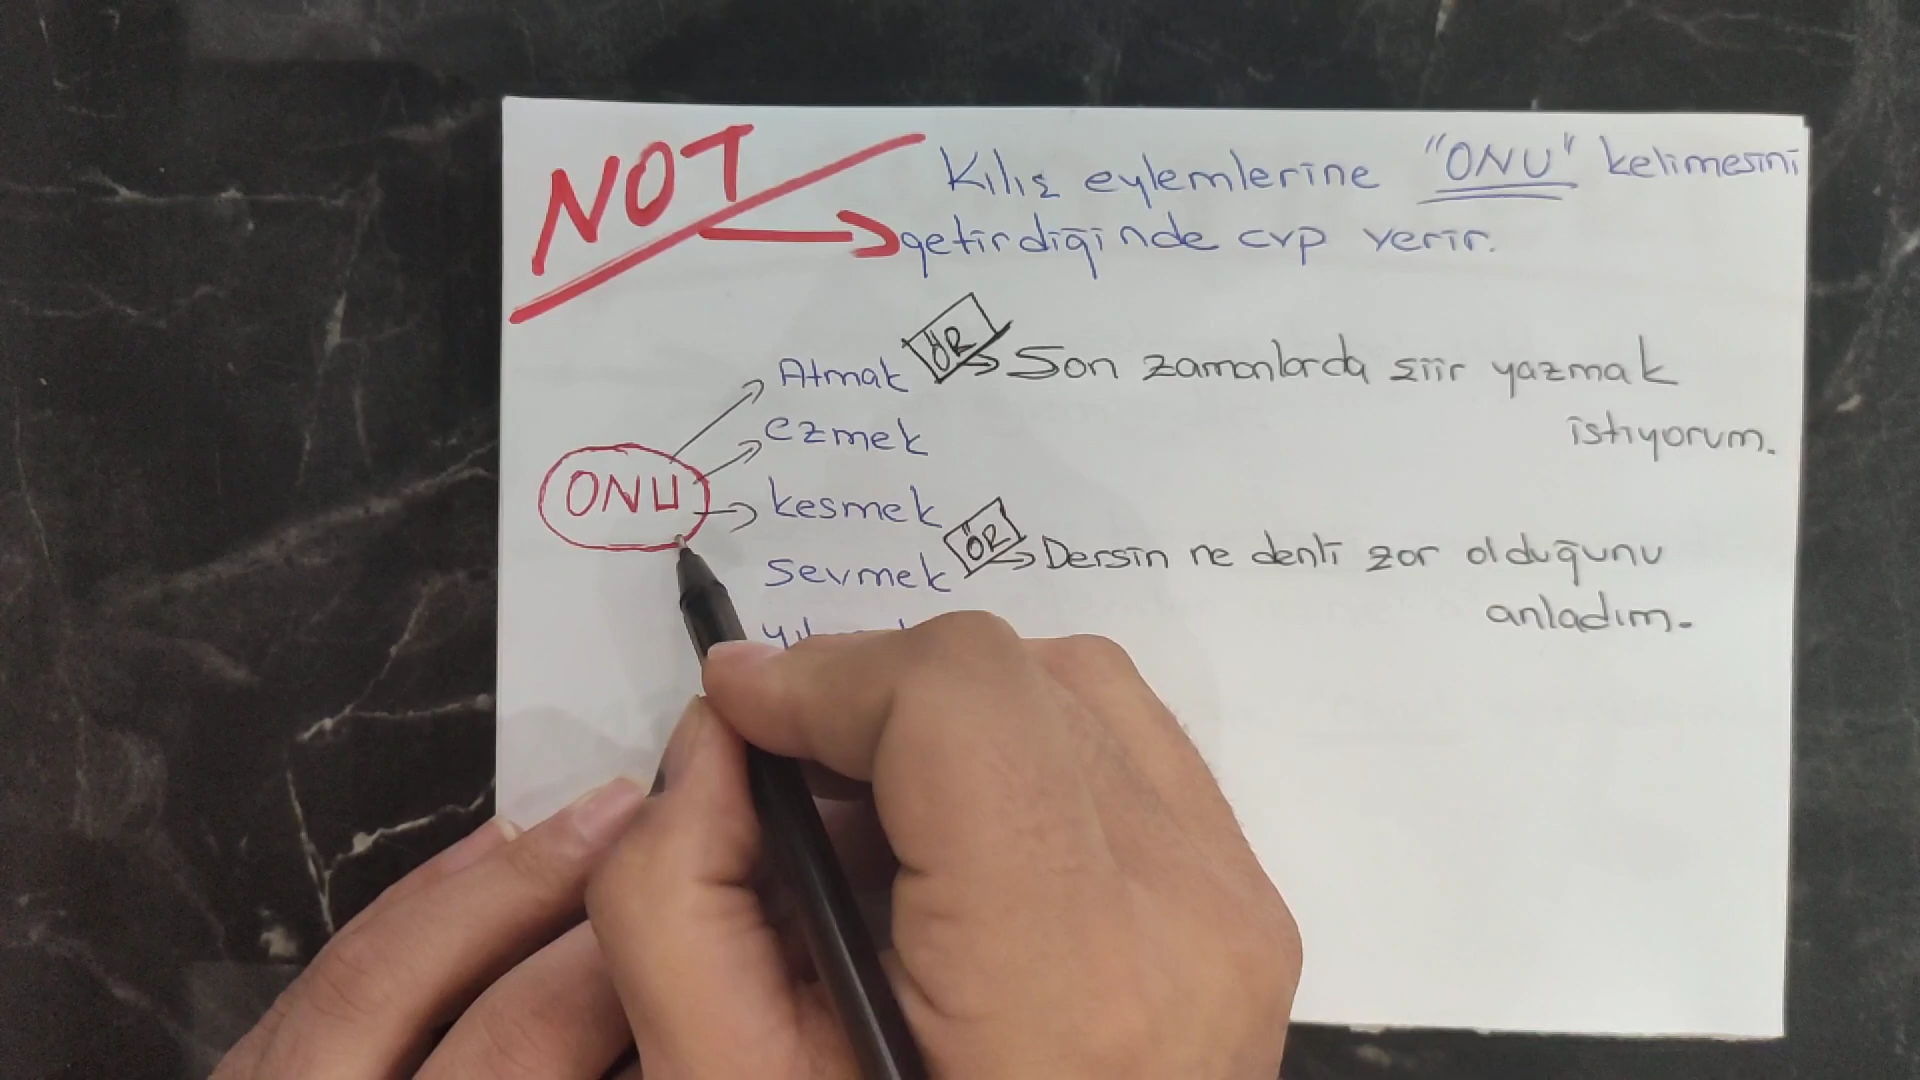 NOT
Kılış eylemlerine "ONU" kelimesini
getirdiğinde cvp verir.
Atmak ÖR Son zamanlarda şiir yazmak
istiyorum.
ezmek
ONU
kesmek
sevmek ÖR Dersin ne denli zor olduğunu
anladım.